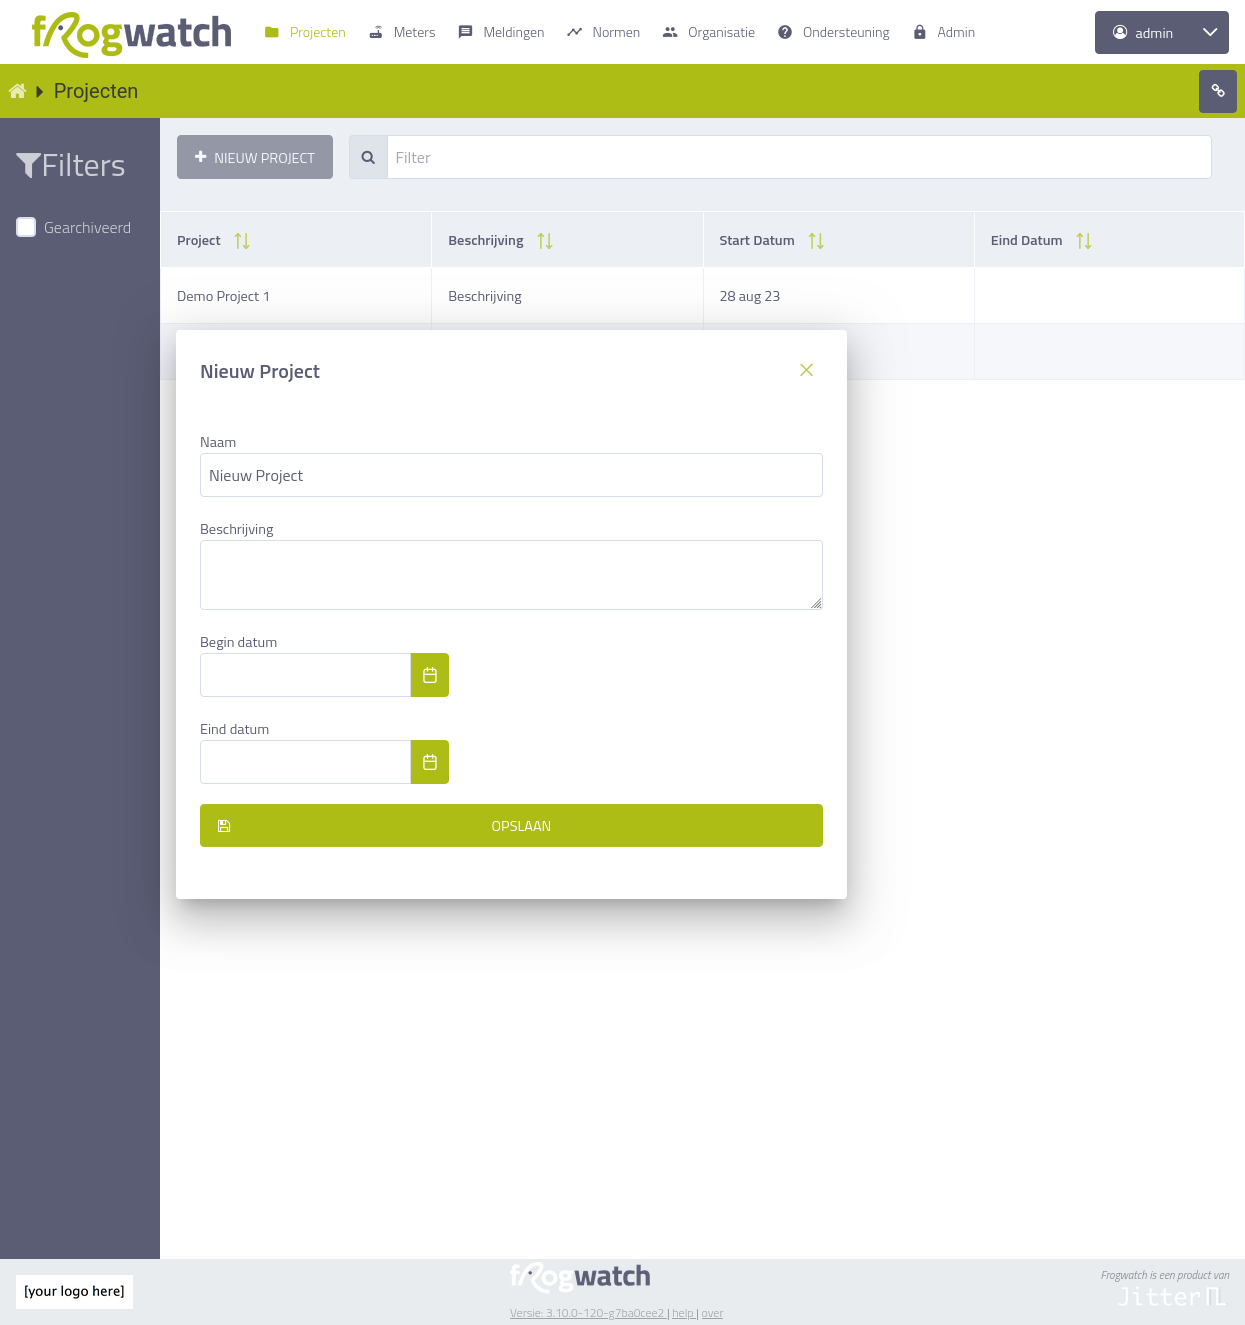 frogwatch
Projecten
Meters
Meldingen
Normen
Organisatie
Ondersteuning
Admin
admin
Projecten
Filters
Gearchiveerd
NIEUW PROJECT
Filter
Project Beschrijving Start Datum Eind Datum
Demo Project 1 Beschrijving 28 aug 23
Nieuw Project
Naam
Nieuw Project
Beschrijving
Begin datum
Eind datum
OPSLAAN
[your logo here]
frogwatch
Versie: 3.10.0-120-g7ba0cee2 | help | over
Frogwatch is een product van
Jitter